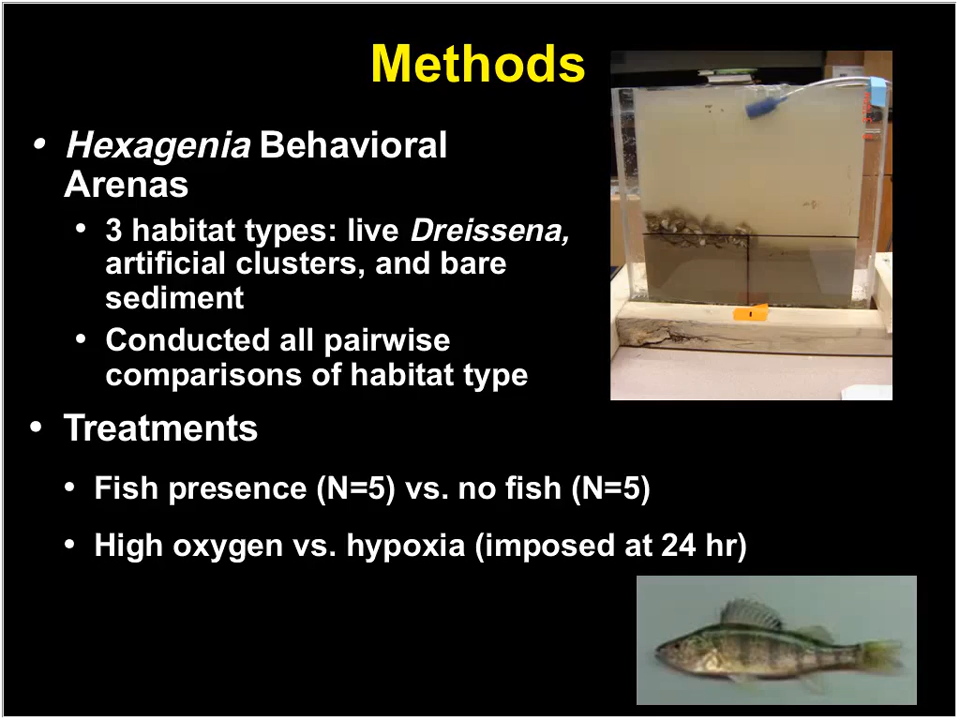 Methods
• Hexagenia Behavioral
Arenas
• 3 habitat types: live Dreissena,
artificial clusters, and bare
sediment
• Conducted all pairwise
comparisons of habitat type
• Treatments
• Fish presence (N=5) vs. no fish (N=5)
• High oxygen vs. hypoxia (imposed at 24 hr)